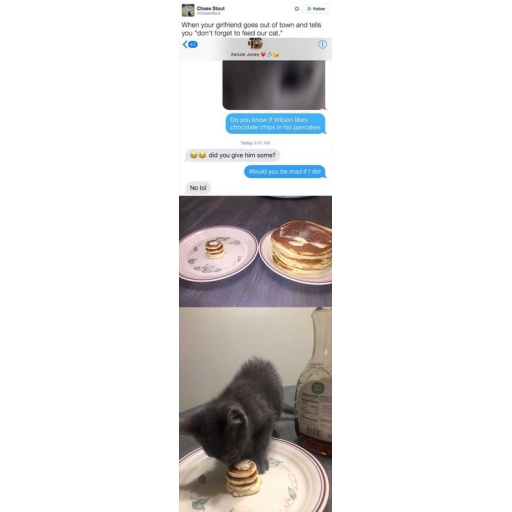 Chase Stout
Follow
When your girlfriend goes out of town and tells
you "don't forget to feed our cat."
Kenzie Jones
Do you know if Wilson likes
chocolate chips in his pancakes
😂😂 did you give him some?
Would you be mad if I did
No lol